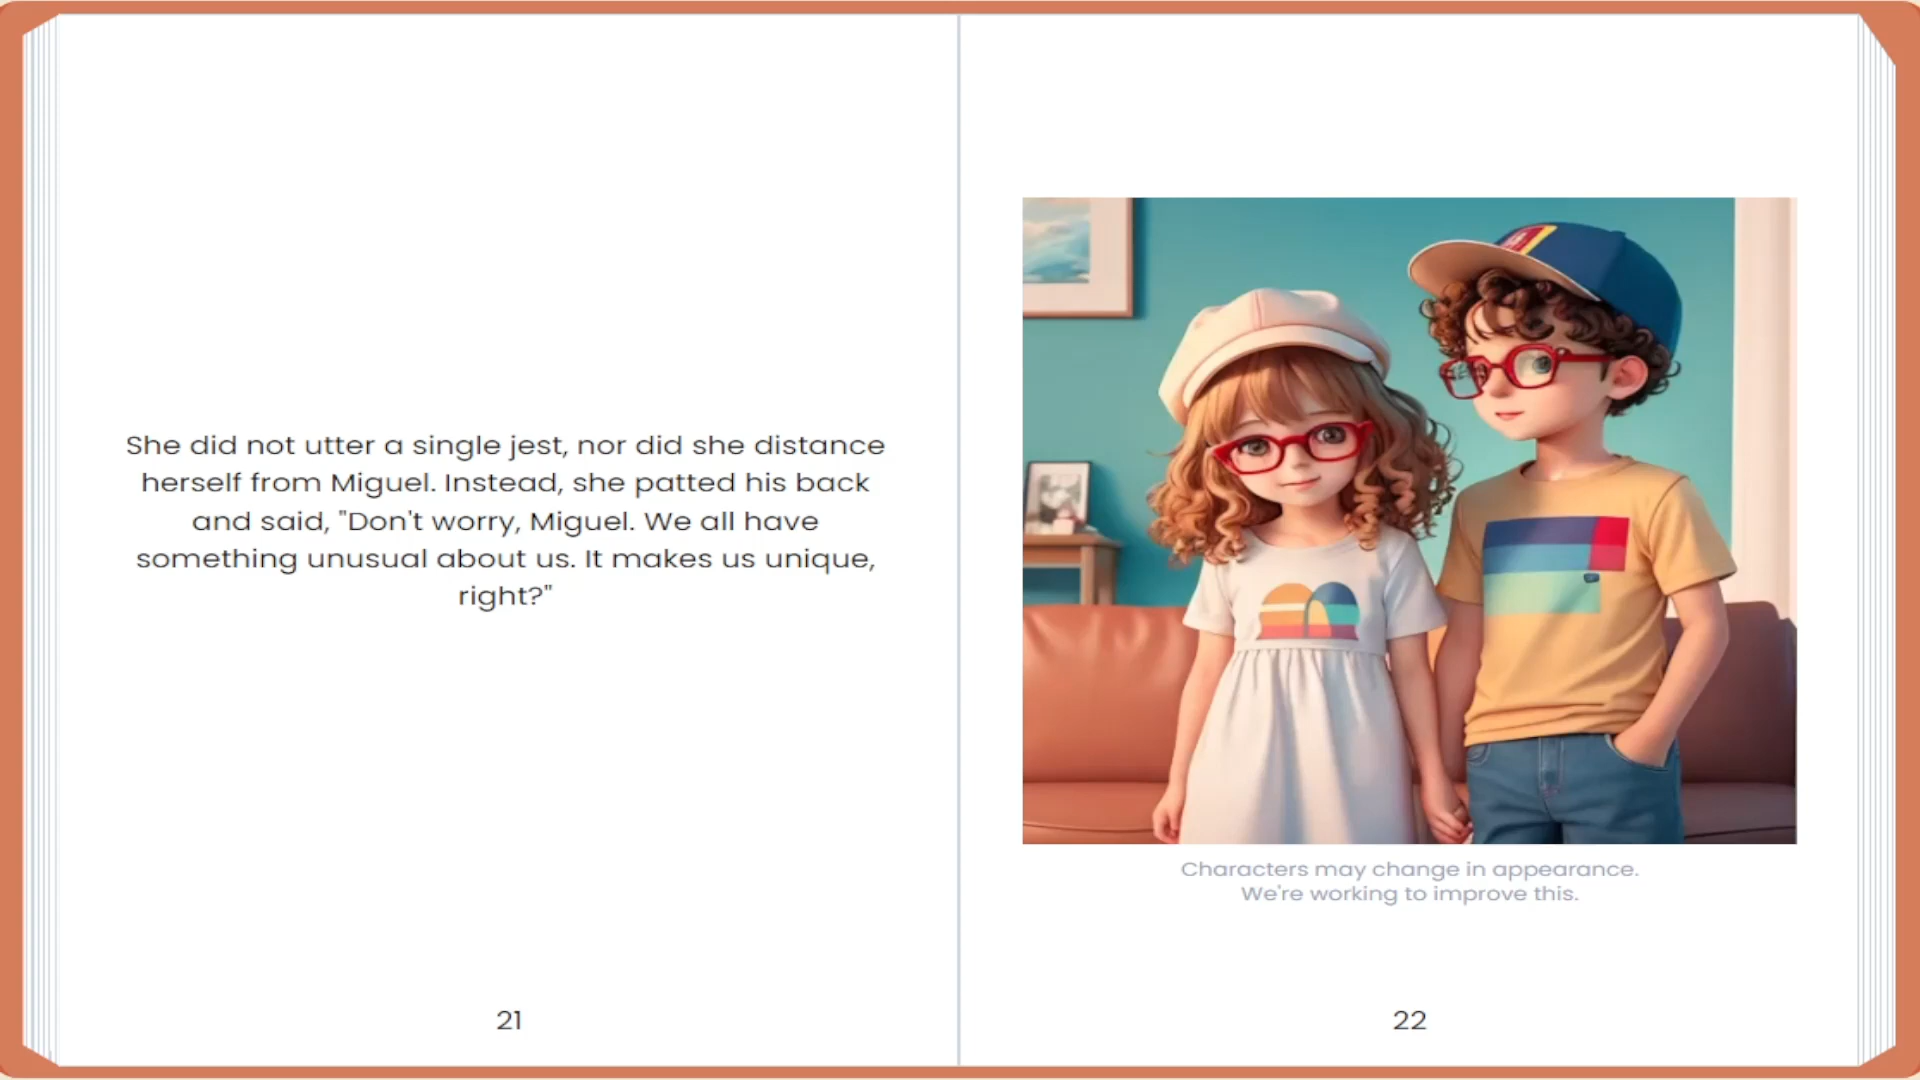 She did not utter a single jest, nor did she distance
herself from Miguel. Instead, she patted his back
and said, "Don't worry, Miguel. We all have
something unusual about us. It makes us unique,
right?"
21
Characters may change in appearance.
We're working to improve this.
22